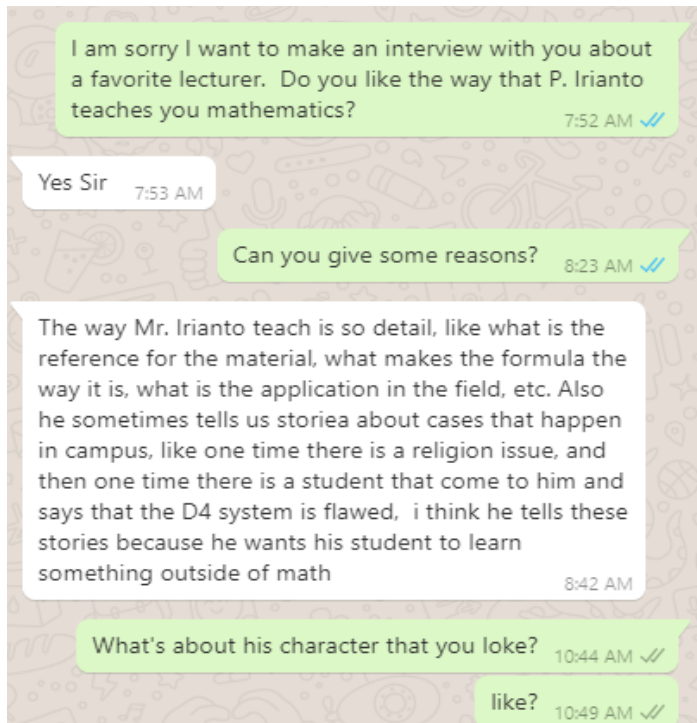 I am sorry I want to make an interview with you about
a favorite lecturer.  Do you like the way that P. Irianto
teaches you mathematics?
7:52 AM
Yes Sir
7:53 AM
Can you give some reasons?
8:23 AM
The way Mr. Irianto teach is so detail, like what is the
reference for the material, what makes the formula the
way it is, what is the application in the field, etc. Also
he sometimes tells us storiea about cases that happen
in campus, like one time there is a religion issue, and
then one time there is a student that come to him and
says that the D4 system is flawed,  i think he tells these
stories because he wants his student to learn
something outside of math
8:42 AM
What's about his character that you loke?
10:44 AM
like?
10:49 AM